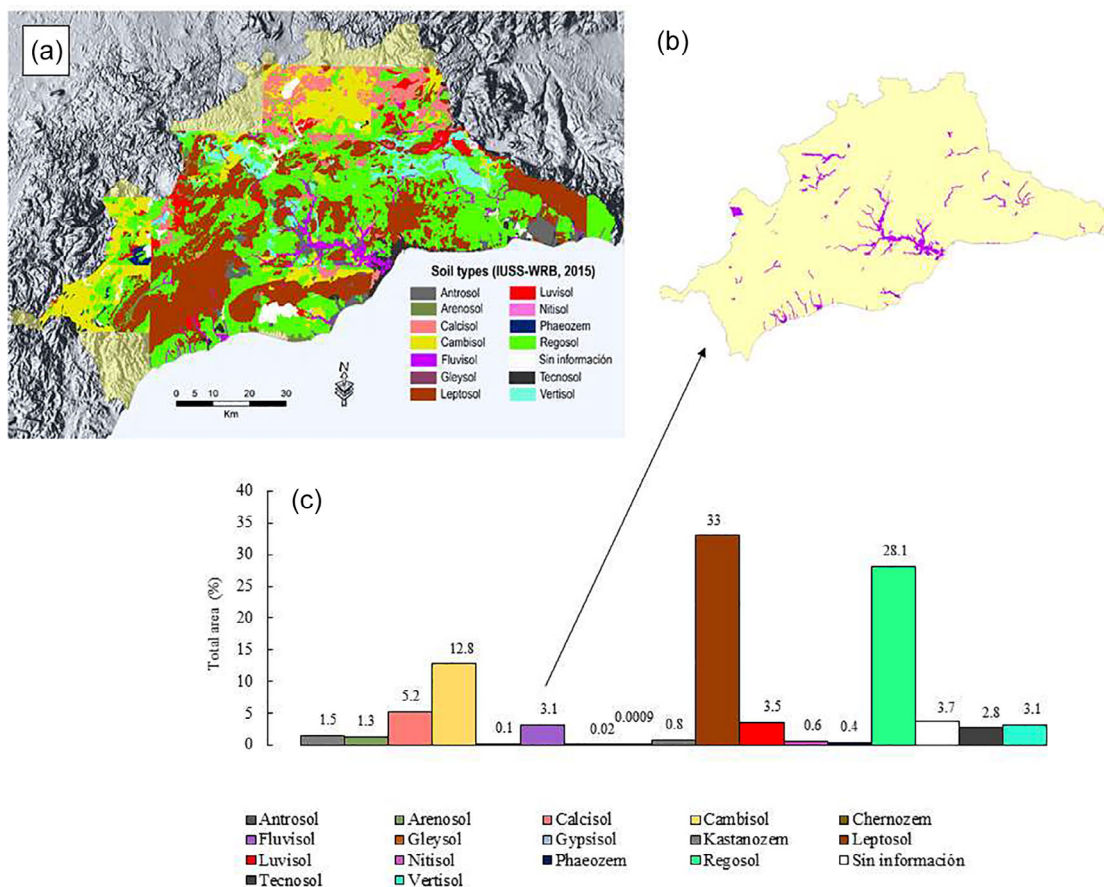 (a)
Soil types (IUSS-WRB, 2015)
Antrosol
Arenosol
Calcisol
Cambisol
Fluvisol
Gleysol
Leptosol
Luvisol
Nitisol
Phaeozem
Regosol
Sin información
Tecnosol
Vertisol
N
0 5 10 20 30
Km
(b)
(c)
Total area (%)
40
35
30
25
20
15
10
5
0
1.5
1.3
5.2
12.8
0.1
3.1
0.02
0.0009
0.8
33
3.5
0.6
0.4
28.1
3.7
2.8
3.1
Antrosol Arenosol Calcisol Cambisol Chernozem
Fluvisol Gleysol Gypsisol Kastanozem Leptosol
Luvisol Nitisol Phaeozem Regosol Sin información
Tecnosol Vertisol